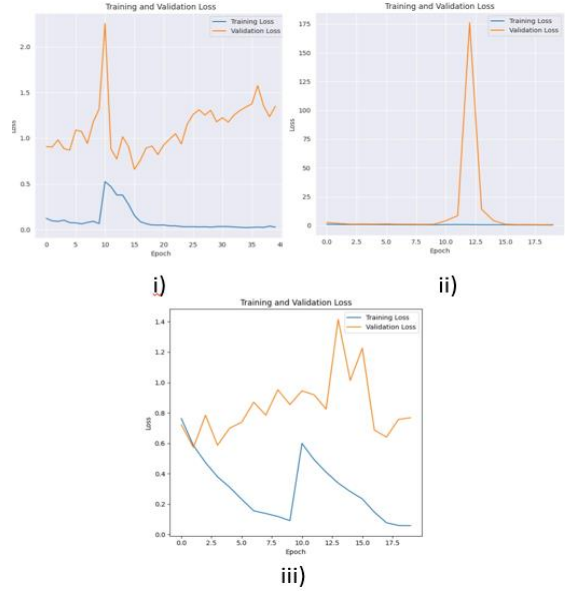 Training and Validation Loss
Training Loss
Validation Loss
2.0
1.5
1.0
0.5
0.0
Loss
0 5 10 15 20 25 30 35
Epoch
i)
Training and Validation Loss
Training Loss
Validation Loss
175
150
125
100
75
50
25
0
Loss
0.0 2.5 5.0 7.5 10.0 12.5 15.0 17.5
Epoch
ii)
Training and Validation Loss
Training Loss
Validation Loss
1.4
1.2
1.0
0.8
0.6
0.4
0.2
0.0
Loss
0.0 2.5 5.0 7.5 10.0 12.5 15.0 17.5
Epoch
iii)